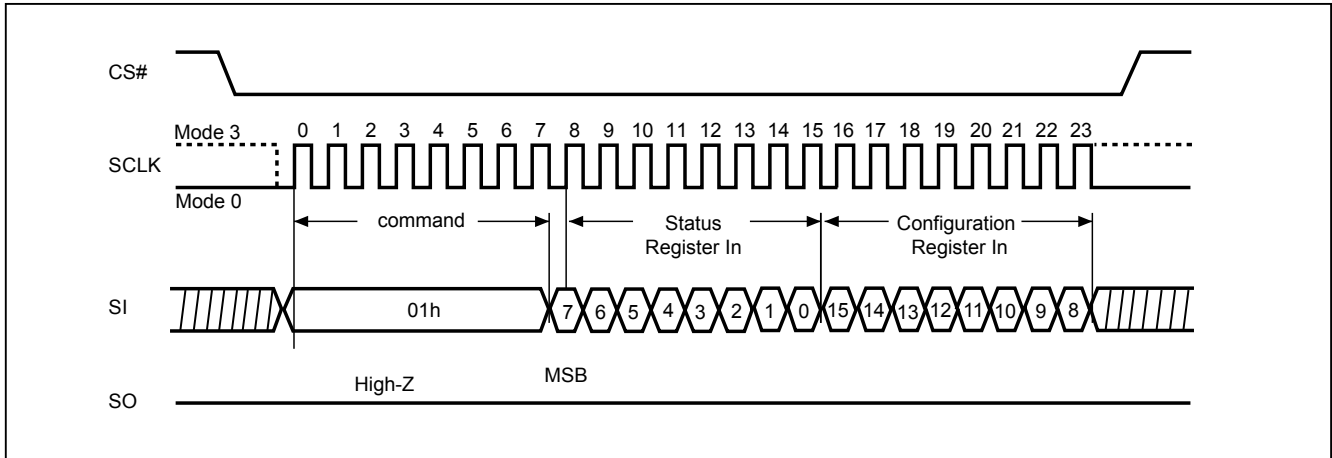 CS#
Mode 3
0 1 2 3 4 5 6 7 8 9 10 11 12 13 14 15 16 17 18 19 20 21 22 23
SCLK
Mode 0
command
Status
Register In
Configuration
Register In
SI
01h
7 6 5 4 3 2 1 0 15 14 13 12 11 10 9 8
High-Z
MSB
SO